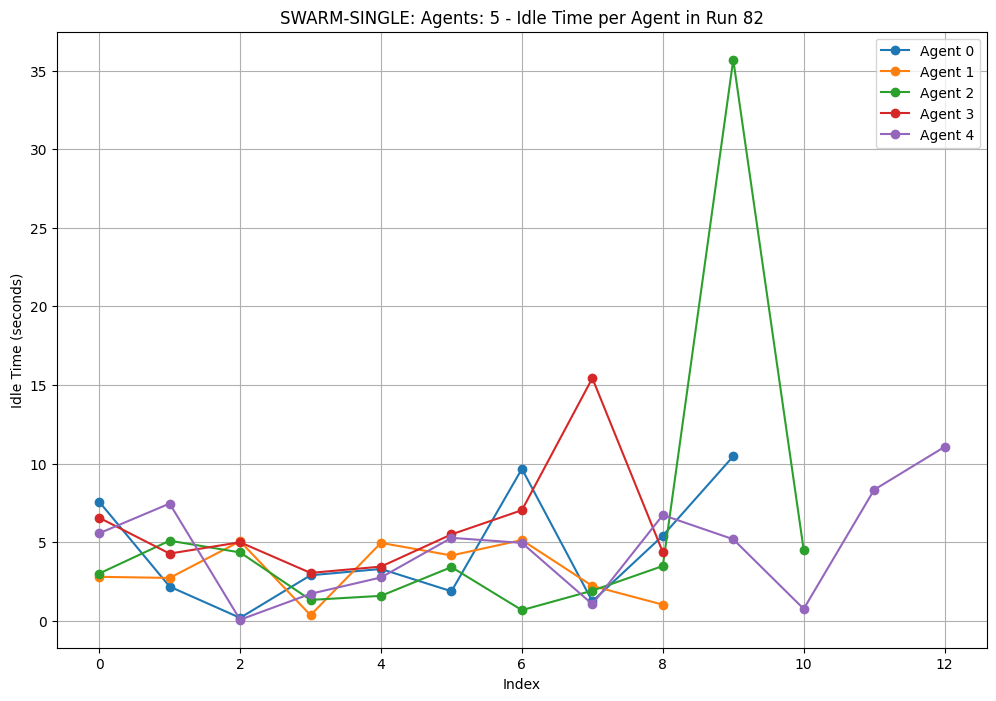 SWARM-SINGLE: Agents: 5 - Idle Time per Agent in Run 82
Agent 0
Agent 1
Agent 2
Agent 3
Agent 4
Idle Time (seconds)
35
30
25
20
15
10
5
0
0 2 4 6 8 10 12
Index